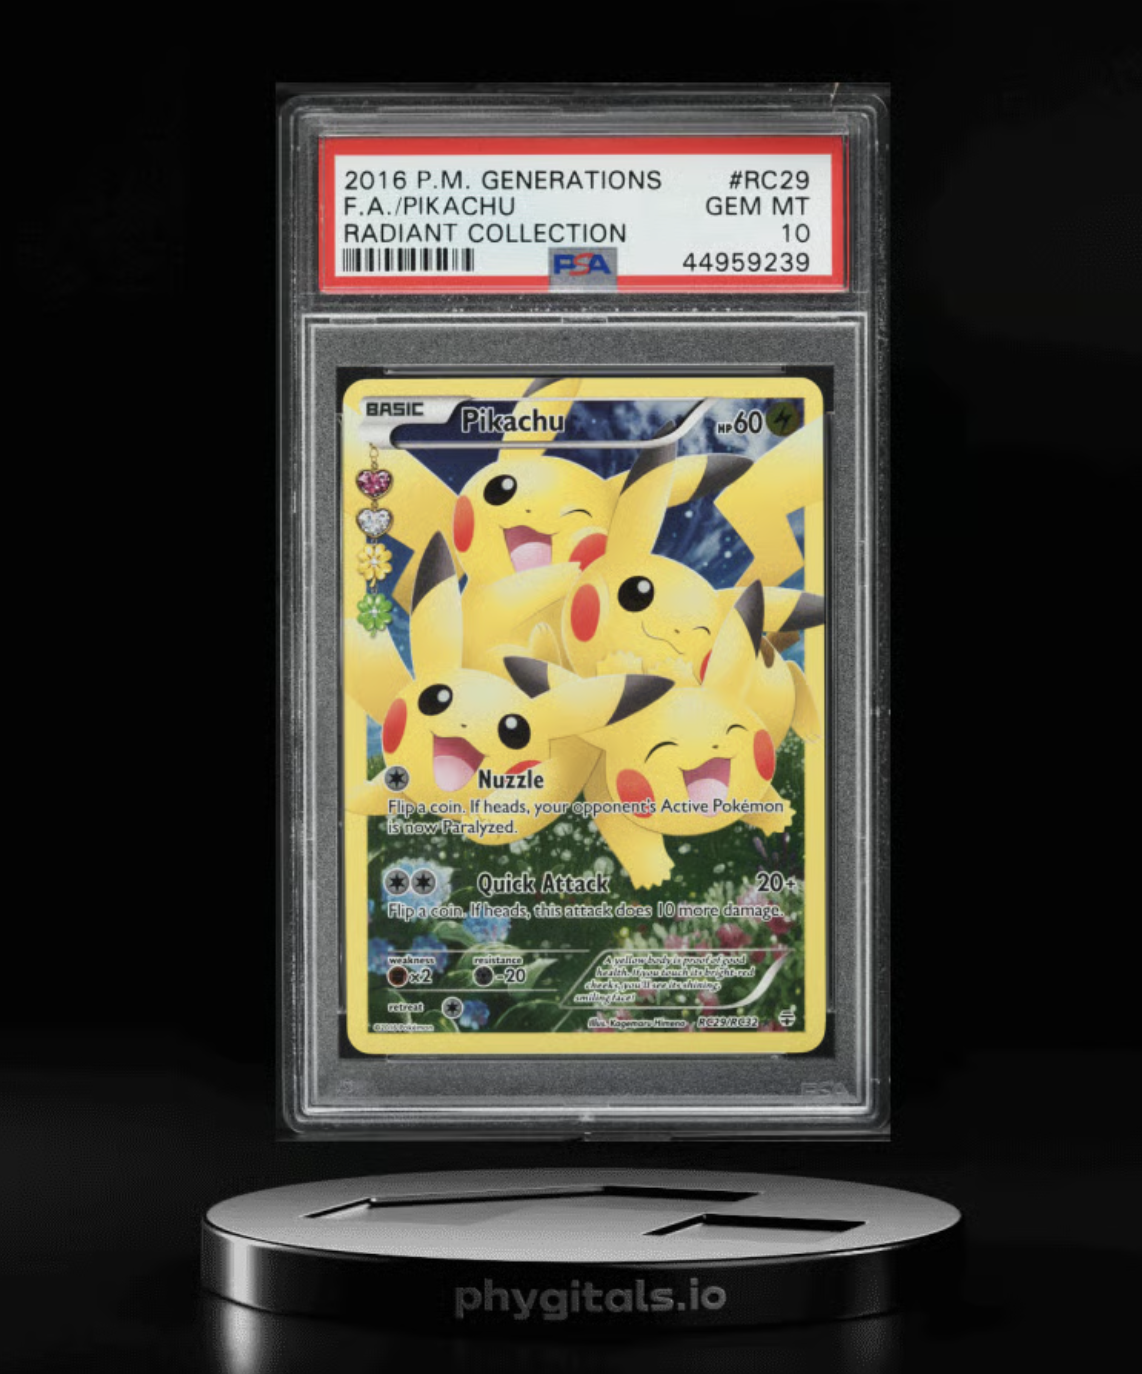 2016 P.M. GENERATIONS #RC29
F.A./PIKACHU GEM MT
RADIANT COLLECTION 10
PSA 44959239
BASIC Pikachu HP60
Nuzzle
Flip a coin. If heads, your opponent's Active Pokémon
is now Paralyzed.
Quick Attack 20+
Flip a coin. If heads, this attack does 10 more damage.
weakness resistance
×2 -20
A yellow body is proof of good
health. If you touch its bright-red
cheeks, you'll see its shining,
smiling face!
retreat
©2016 Pokémon Illus. Kagemaru Himeno RC29/RC32
PSA
phygitals.io